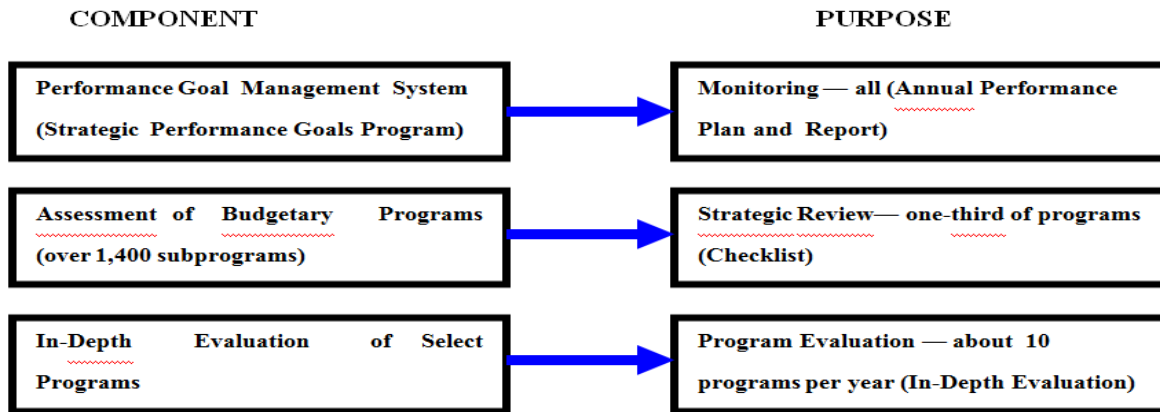 COMPONENT
PURPOSE
Performance Goal Management System
(Strategic Performance Goals Program)
Monitoring — all (Annual Performance
Plan and Report)
Assessment of Budgetary Programs
(over 1,400 subprograms)
Strategic Review— one-third of programs
(Checklist)
In-Depth Evaluation of Select
Programs
Program Evaluation — about 10
programs per year (In-Depth Evaluation)